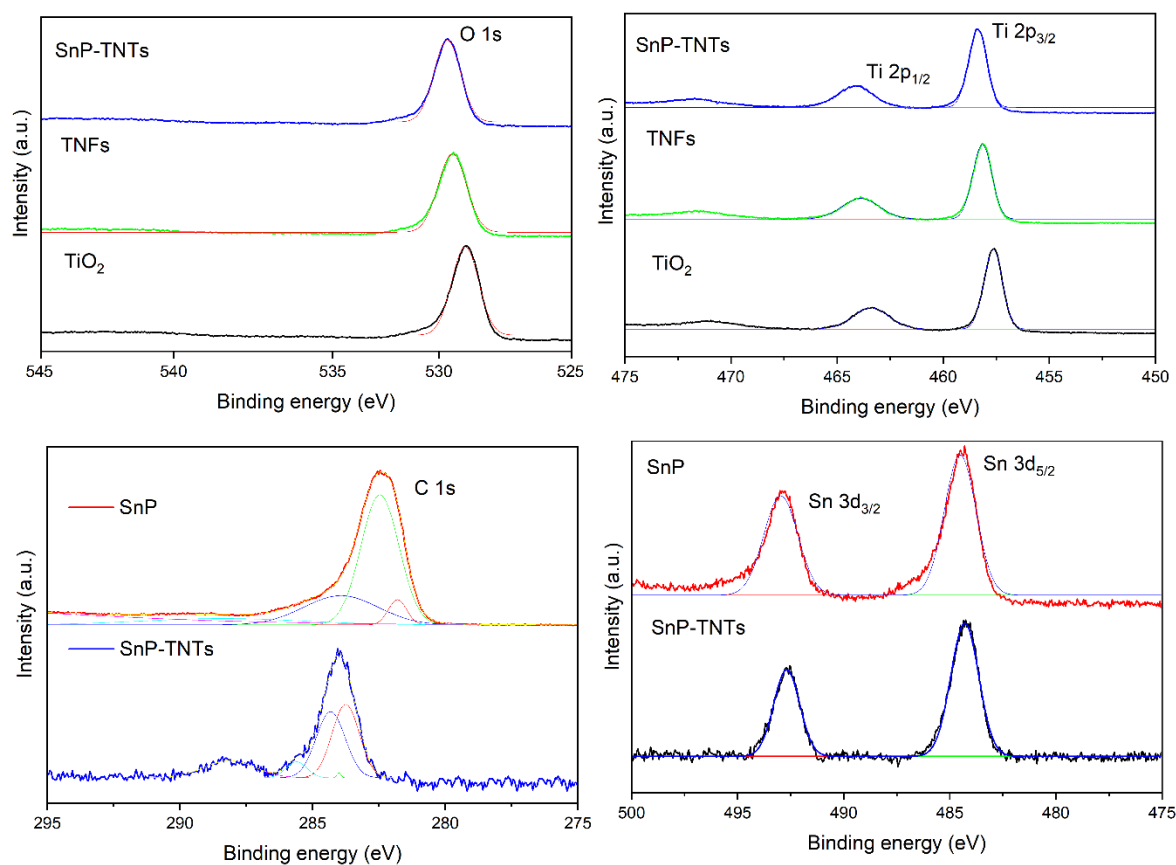 SnP-TNTs
O 1s
TNFs
TiO2
Intensity (a.u.)
545 540 535 530 525
Binding energy (eV)
SnP-TNTs
Ti 2p1/2
Ti 2p3/2
TNFs
TiO2
Intensity (a.u.)
475 470 465 460 455 450
Binding energy (eV)
SnP
C 1s
SnP-TNTs
Intensity (a.u.)
295 290 285 280 275
Binding energy (eV)
SnP
Sn 3d5/2
Sn 3d3/2
SnP-TNTs
Intensity (a.u.)
500 495 490 485 480 475
Binding energy (eV)